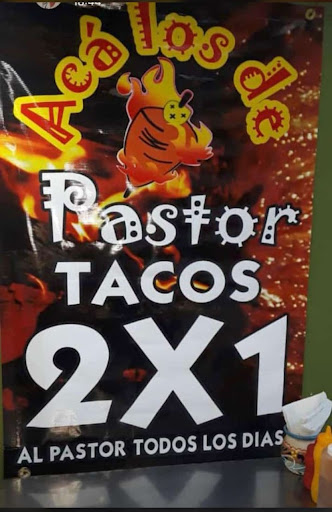 Acá los de
Pastor
TACOS
2X1
AL PASTOR TODOS LOS DIAS